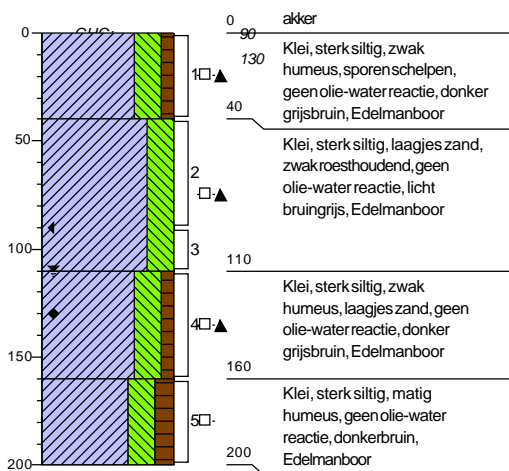 0 akker
0
GHG:
90
130
Klei, sterk siltig, zwak
humeus, sporen schelpen,
geen olie-water reactie, donker
grijsbruin, Edelmanboor
1
40
50
Klei, sterk siltig, laagjes zand,
zwak roesthoudend, geen
olie-water reactie, licht
bruingrijs, Edelmanboor
2
3
100
110
Klei, sterk siltig, zwak
humeus, laagjes zand, geen
olie-water reactie, donker
grijsbruin, Edelmanboor
4
150
160
Klei, sterk siltig, matig
humeus, geen olie-water
reactie, donkerbruin,
Edelmanboor
5
200
200